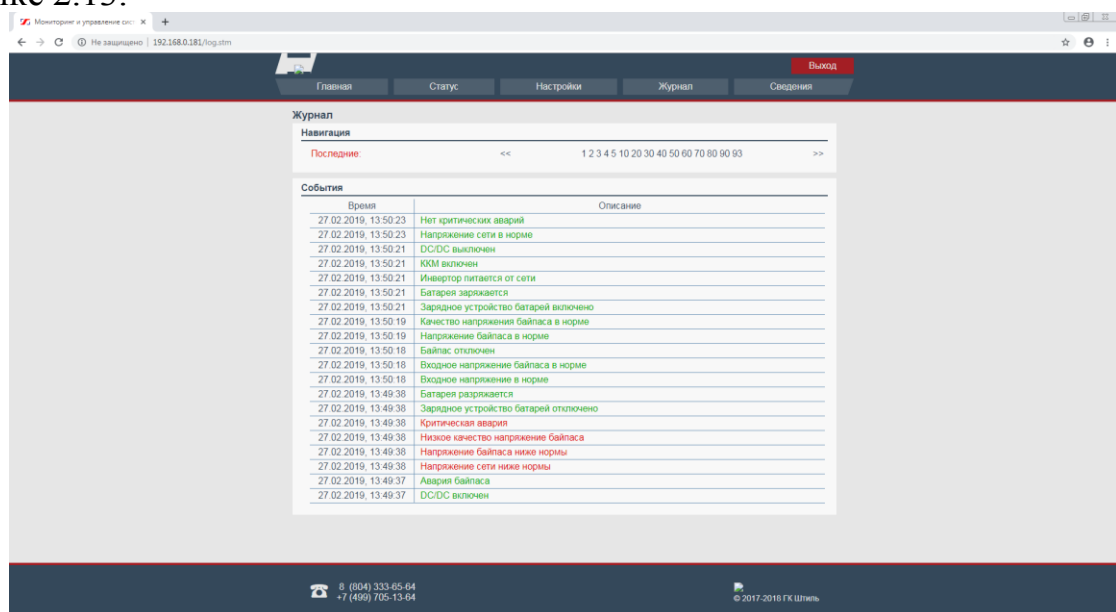 Мониторинг и управление сис
Не защищено | 192.168.0.181/log.stm
Выход
Главная Статус Настройки Журнал Сведения
Журнал
Навигация
Последние: << 1 2 3 4 5 10 20 30 40 50 60 70 80 90 93 >>
События
Время Описание
27.02.2019, 13:50:23 Нет критических аварий
27.02.2019, 13:50:23 Напряжение сети в норме
27.02.2019, 13:50:21 DC/DC выключен
27.02.2019, 13:50:21 ККМ включен
27.02.2019, 13:50:21 Инвертор питается от сети
27.02.2019, 13:50:21 Батарея заряжается
27.02.2019, 13:50:21 Зарядное устройство батарей включено
27.02.2019, 13:50:19 Качество напряжения байпаса в норме
27.02.2019, 13:50:19 Напряжение байпаса в норме
27.02.2019, 13:50:18 Байпас отключен
27.02.2019, 13:50:18 Входное напряжение байпаса в норме
27.02.2019, 13:50:18 Входное напряжение в норме
27.02.2019, 13:49:38 Батарея разряжается
27.02.2019, 13:49:38 Зарядное устройство батарей отключено
27.02.2019, 13:49:38 Критическая авария
27.02.2019, 13:49:38 Низкое качество напряжение байпаса
27.02.2019, 13:49:38 Напряжение байпаса ниже нормы
27.02.2019, 13:49:38 Напряжение сети ниже нормы
27.02.2019, 13:49:37 Авария байпаса
27.02.2019, 13:49:37 DC/DC включен
8 (804) 333-65-64
+7 (499) 705-13-64
© 2017-2018 ГК Штиль